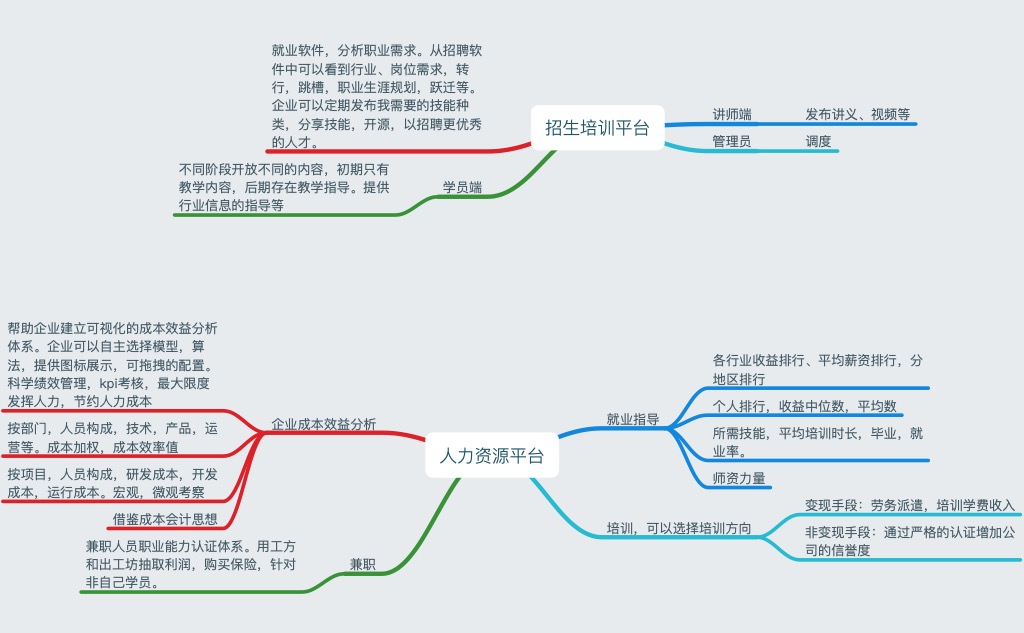 就业软件，分析职业需求。从招聘软
件中可以看到行业、岗位需求，转
行，跳槽，职业生涯规划，跃迁等。
企业可以定期发布我需要的技能种
类，分享技能，开源，以招聘更优秀
的人才。
不同阶段开放不同的内容，初期只有
教学内容，后期存在教学指导。提供
行业信息的指导等
学员端
招生培训平台
讲师端
发布讲义、视频等
管理员
调度
帮助企业建立可视化的成本效益分析
体系。企业可以自主选择模型，算
法，提供图标展示，可拖拽的配置。
科学绩效管理，kpi考核，最大限度
发挥人力，节约人力成本
按部门，人员构成，技术，产品，运
营等。成本加权，成本效率值
按项目，人员构成，研发成本，开发
成本，运行成本。宏观，微观考察
借鉴成本会计思想
企业成本效益分析
兼职人员职业能力认证体系。用工方
和出工坊抽取利润，购买保险，针对
非自己学员。
兼职
人力资源平台
就业指导
各行业收益排行、平均薪资排行，分
地区排行
个人排行，收益中位数，平均数
所需技能，平均培训时长，毕业，就
业率。
师资力量
培训，可以选择培训方向
变现手段：劳务派遣，培训学费收入
非变现手段：通过严格的认证增加公
司的信誉度